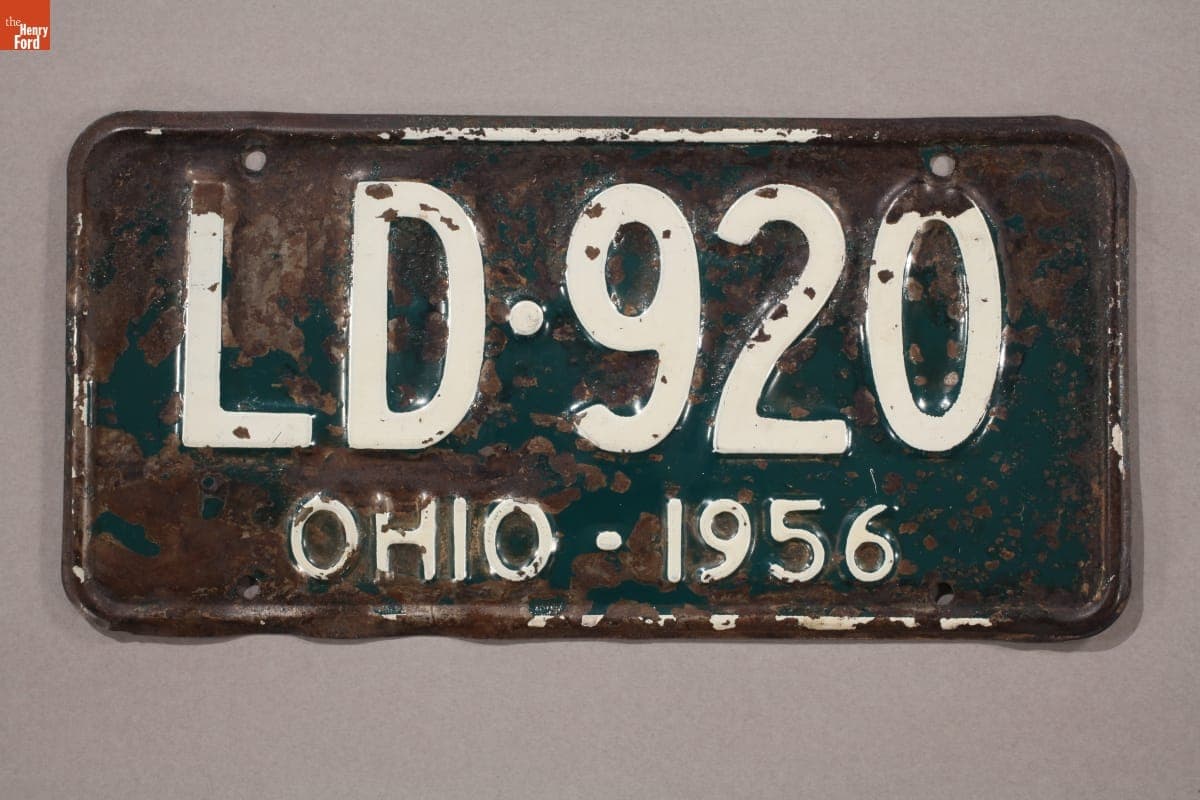 the
Henry
Ford
LD·920
OHIO - 1956